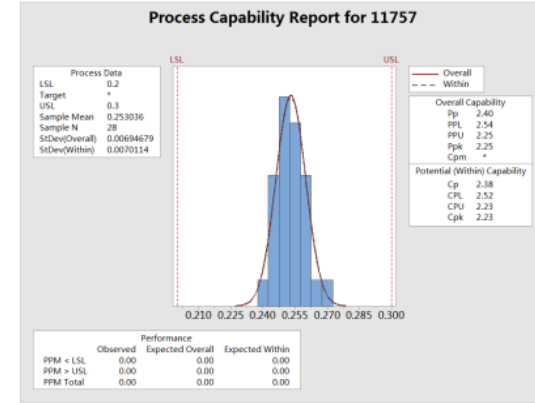 Process Capability Report for 11757
LSL
USL
Process Data
LSL 0.2
Target *
USL 0.3
Sample Mean 0.253036
Sample N 28
StDev(Overall) 0.00694679
StDev(Within) 0.0070114
Overall
Within
Overall Capability
Pp 2.40
PPL 2.54
PPU 2.25
Ppk 2.25
Cpm *
Potential (Within) Capability
Cp 2.38
CPL 2.52
CPU 2.23
Cpk 2.23
0.210 0.225 0.240 0.255 0.270 0.285 0.300
Performance
Observed Expected Overall Expected Within
PPM < LSL 0.00 0.00 0.00
PPM > USL 0.00 0.00 0.00
PPM Total 0.00 0.00 0.00